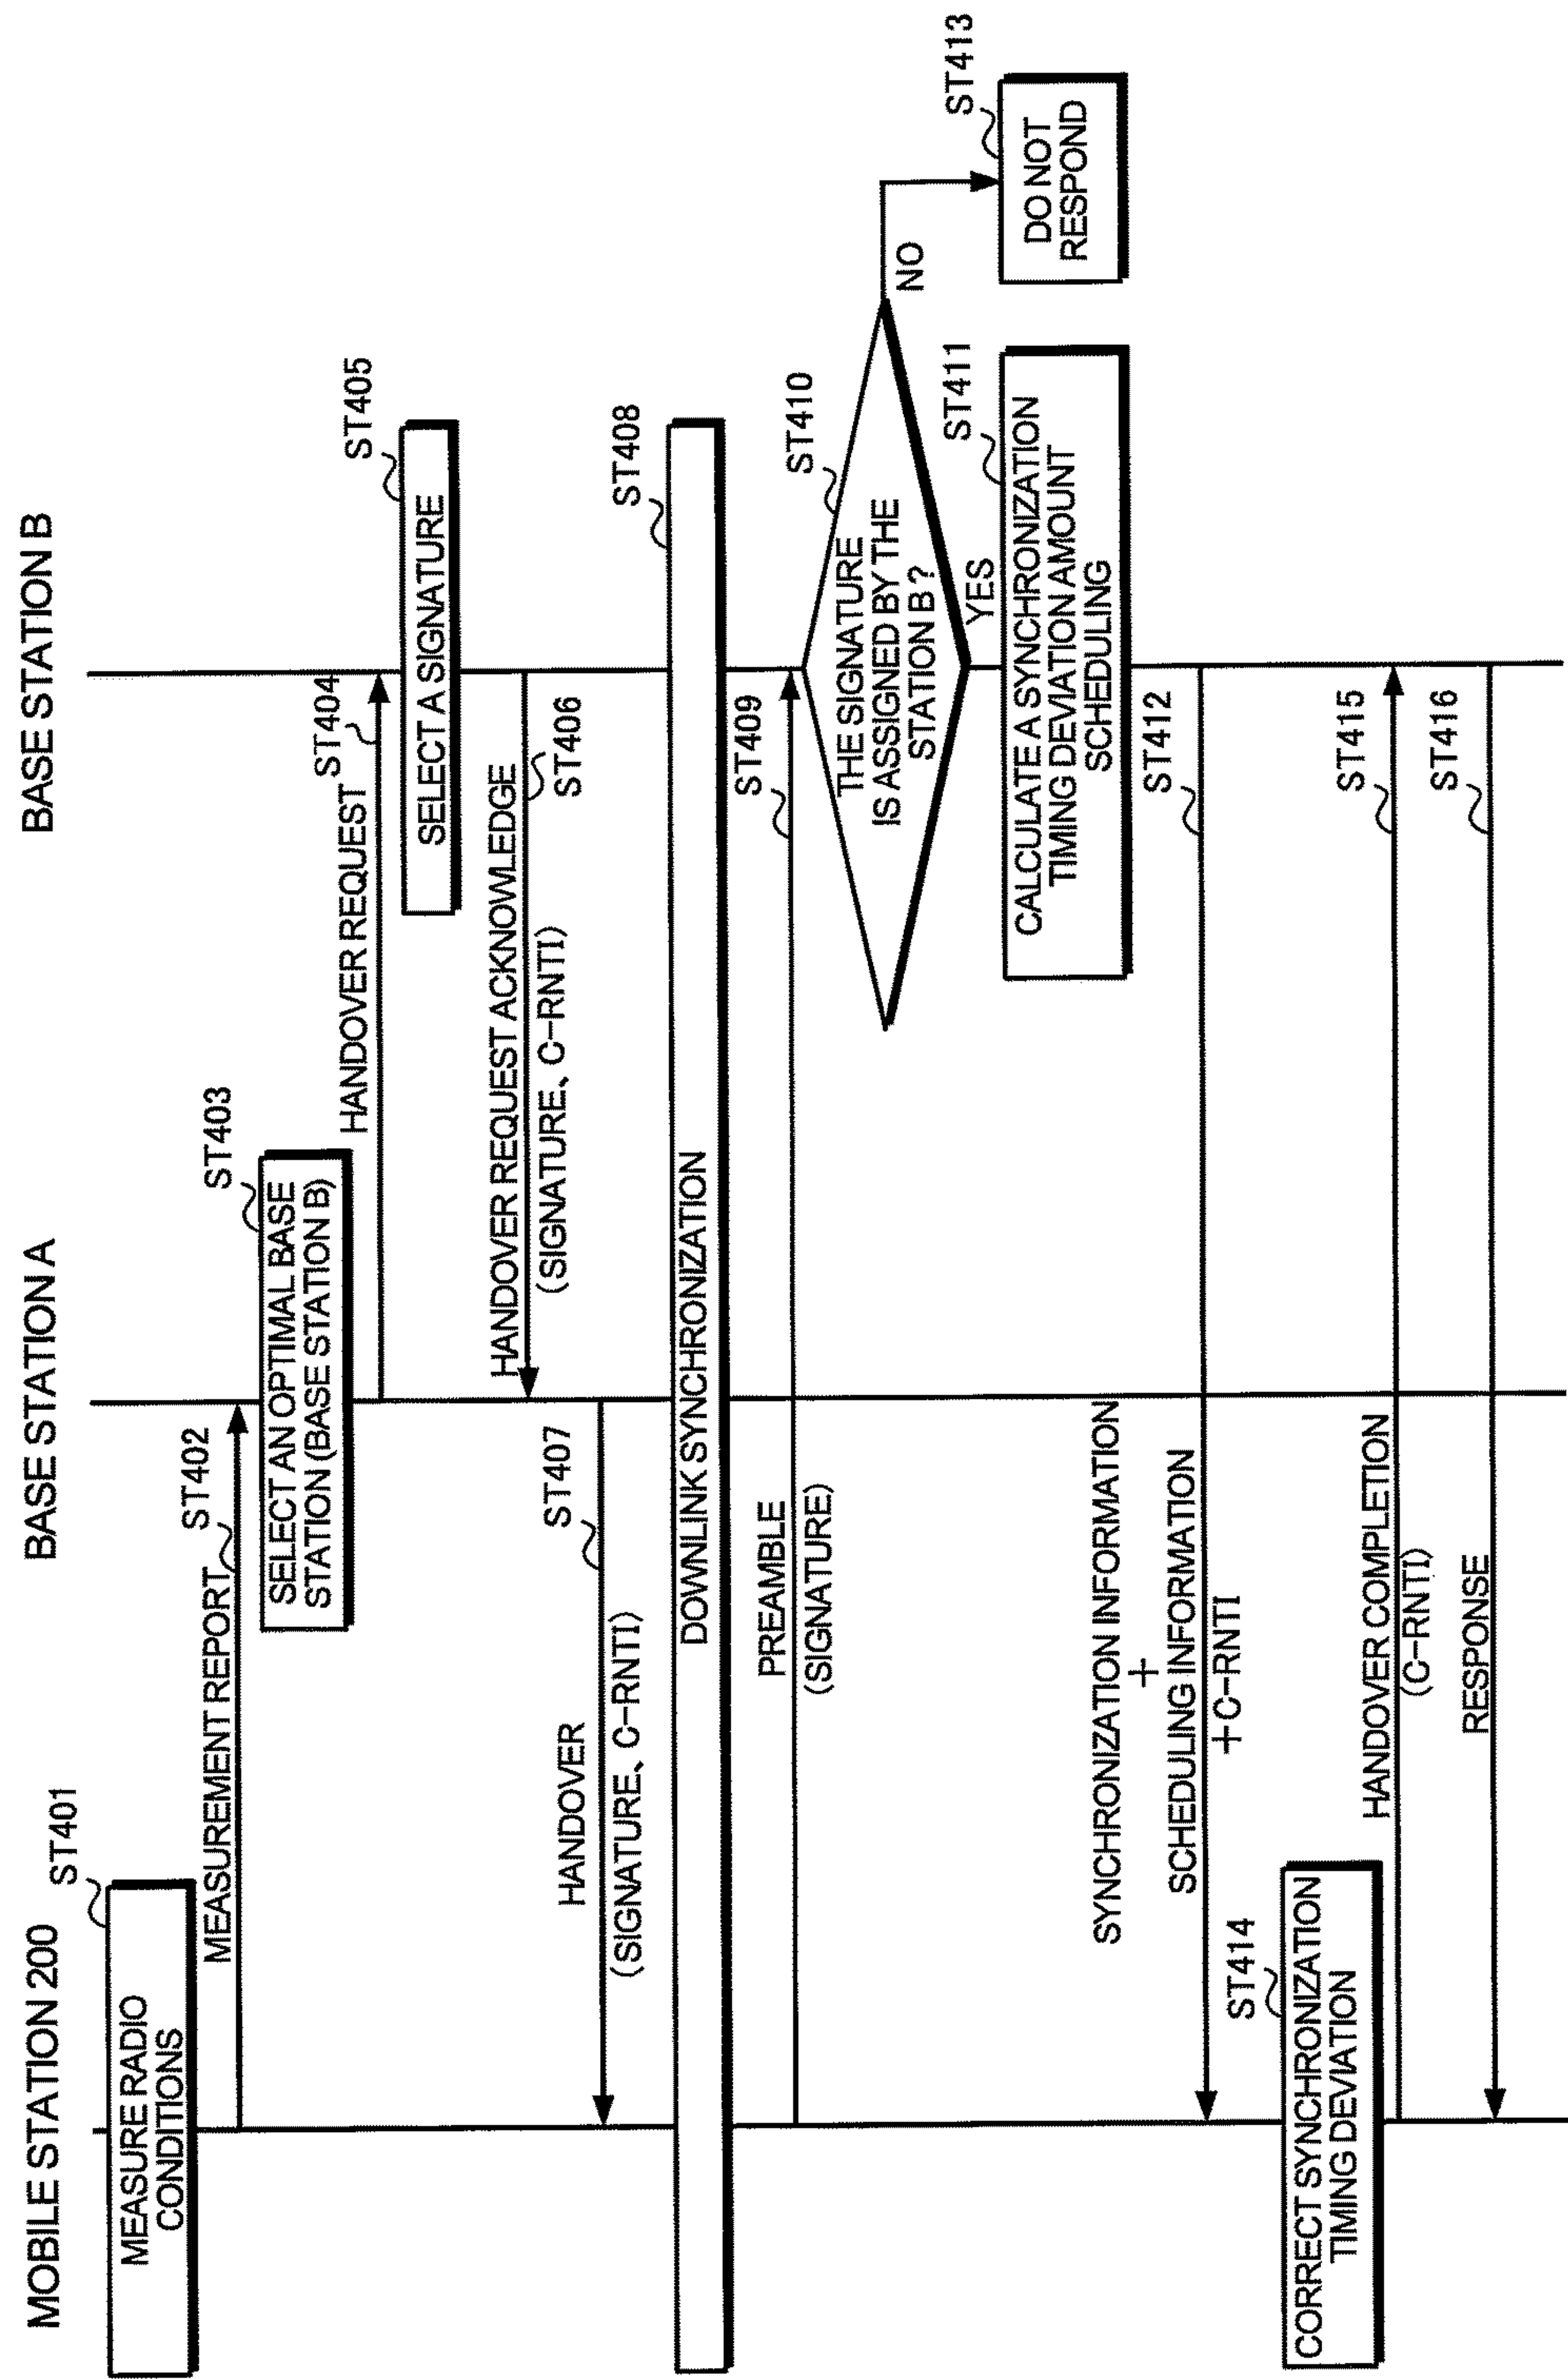 MOBILE STATION 200
BASE STATION A
BASE STATION B
ST401
MEASURE RADIO
CONDITIONS
MEASUREMENT REPORT
ST402
ST403
SELECT AN OPTIMAL BASE
STATION (BASE STATION B)
HANDOVER REQUEST
ST404
ST405
SELECT A SIGNATURE
HANDOVER REQUEST ACKNOWLEDGE
(SIGNATURE、C-RNTI)
ST406
ST407
HANDOVER
(SIGNATURE、C-RNTI)
ST408
DOWNLINK SYNCHRONIZATION
ST409
PREAMBLE
(SIGNATURE)
ST410
THE SIGNATURE
IS ASSIGNED BY THE
STATION B ?
NO
YES
ST413
DO NOT
RESPOND
ST411
CALCULATE A SYNCHRONIZATION
TIMING DEVIATION AMOUNT
SCHEDULING
SYNCHRONIZATION INFORMATION
+
SCHEDULING INFORMATION
+C-RNTI
ST412
ST414
CORRECT SYNCHRONIZATION
TIMING DEVIATION
HANDOVER COMPLETION
(C-RNTI)
ST415
RESPONSE
ST416